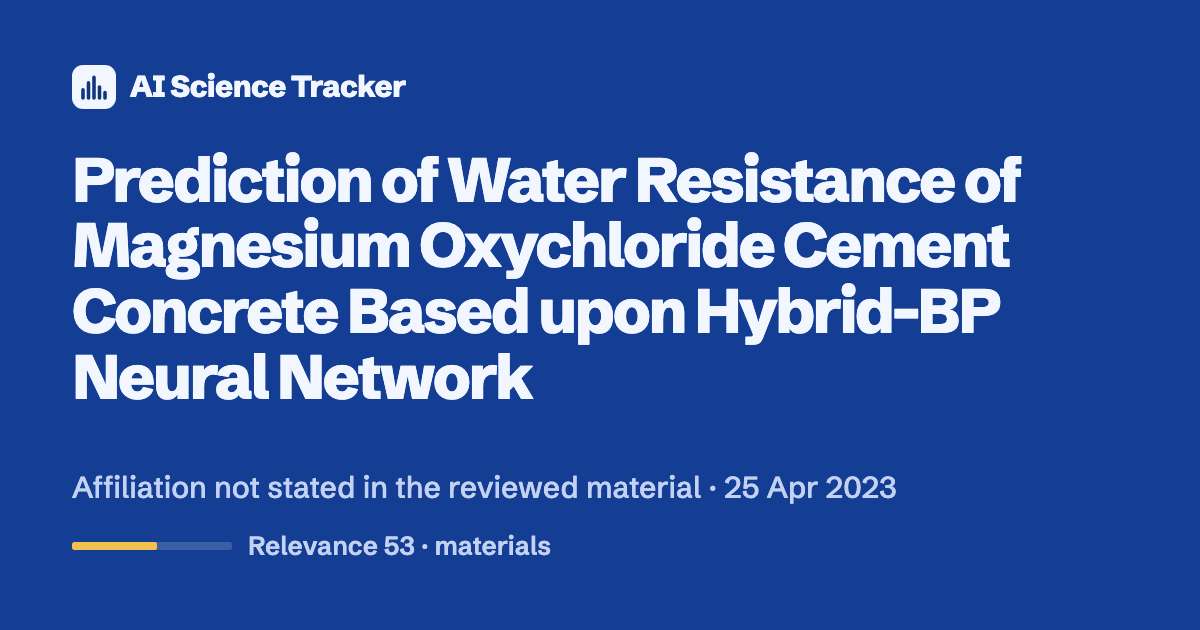 AI Science Tracker
Prediction of Water Resistance of
Magnesium Oxychloride Cement
Concrete Based upon Hybrid-BP
Neural Network
Affiliation not stated in the reviewed material · 25 Apr 2023
Relevance 53 · materials